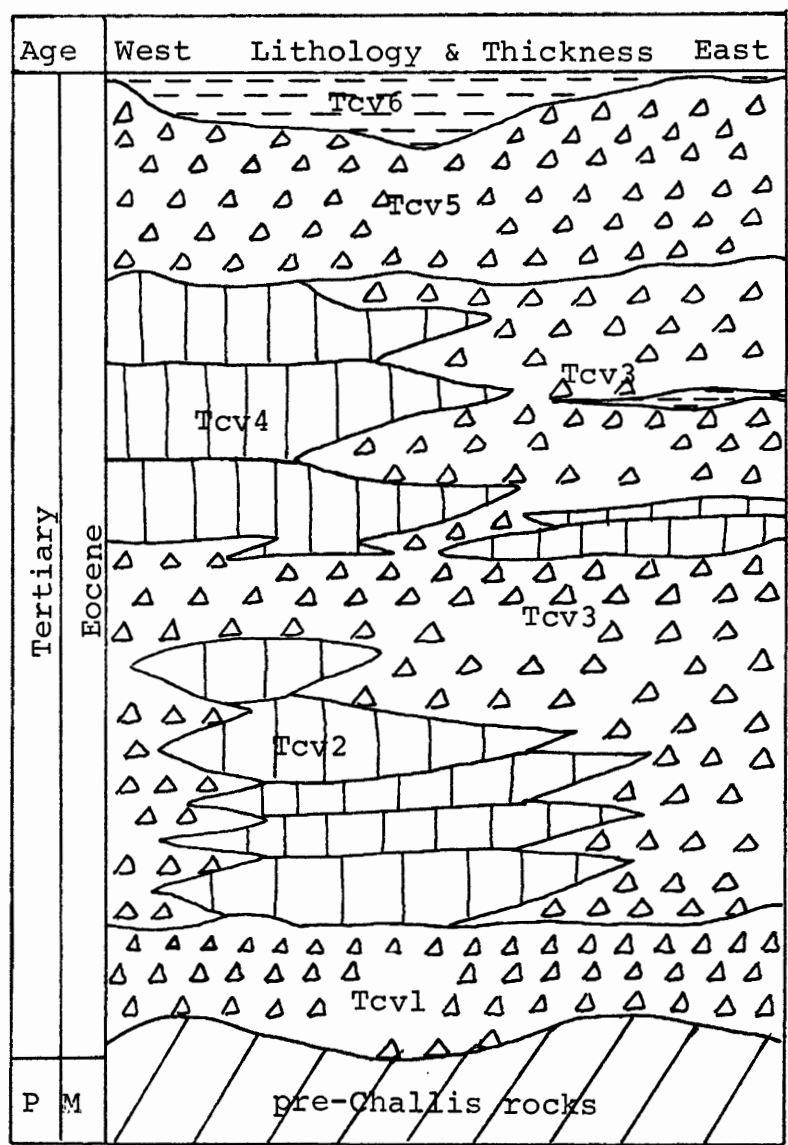 Age West Lithology & Thickness East
Tcv6
Tcv5
Tcv3
Tcv4
Tertiary
Eocene
Tcv3
Tcv2
Tcv1
P M pre-Challis rocks